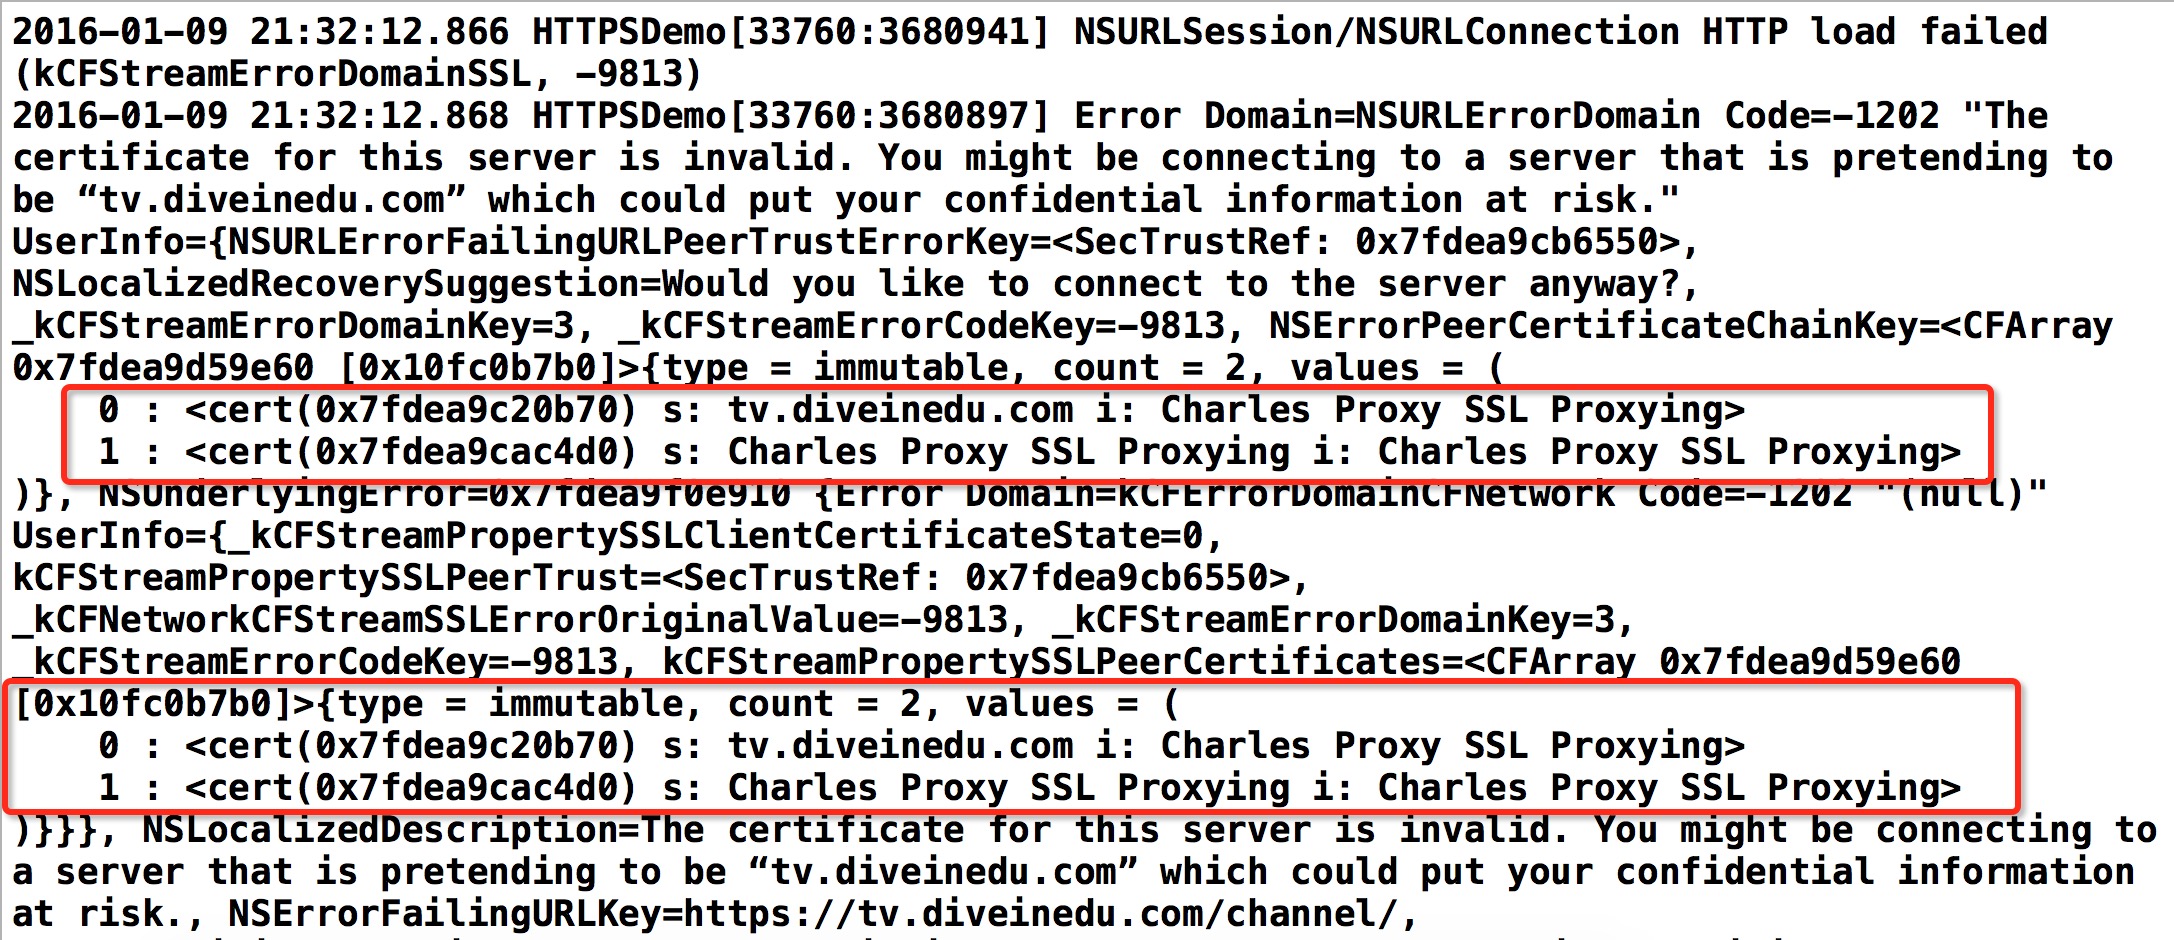 2016-01-09 21:32:12.866 HTTPSDemo[33760:3680941] NSURLSession/NSURLConnection HTTP load failed
(kCFStreamErrorDomainSSL, -9813)
2016-01-09 21:32:12.868 HTTPSDemo[33760:3680897] Error Domain=NSURLErrorDomain Code=-1202 "The
certificate for this server is invalid. You might be connecting to a server that is pretending to
be “tv.diveinedu.com” which could put your confidential information at risk."
UserInfo={NSURLErrorFailingURLPeerTrustErrorKey=<SecTrustRef: 0x7fdea9cb6550>,
NSLocalizedRecoverySuggestion=Would you like to connect to the server anyway?,
_kCFStreamErrorDomainKey=3, _kCFStreamErrorCodeKey=-9813, NSErrorPeerCertificateChainKey=<CFArray
0x7fdea9d59e60 [0x10fc0b7b0]>{type = immutable, count = 2, values = (
    0 : <cert(0x7fdea9c20b70) s: tv.diveinedu.com i: Charles Proxy SSL Proxying>
    1 : <cert(0x7fdea9cac4d0) s: Charles Proxy SSL Proxying i: Charles Proxy SSL Proxying>
)}, NSUnderlyingError=0x7fdea9f0e910 {Error Domain=kCFErrorDomainCFNetwork Code=-1202 "(null)"
UserInfo={_kCFStreamPropertySSLClientCertificateState=0,
kCFStreamPropertySSLPeerTrust=<SecTrustRef: 0x7fdea9cb6550>,
_kCFNetworkCFStreamSSLErrorOriginalValue=-9813, _kCFStreamErrorDomainKey=3,
_kCFStreamErrorCodeKey=-9813, kCFStreamPropertySSLPeerCertificates=<CFArray 0x7fdea9d59e60
[0x10fc0b7b0]>{type = immutable, count = 2, values = (
    0 : <cert(0x7fdea9c20b70) s: tv.diveinedu.com i: Charles Proxy SSL Proxying>
    1 : <cert(0x7fdea9cac4d0) s: Charles Proxy SSL Proxying i: Charles Proxy SSL Proxying>
)}}}, NSLocalizedDescription=The certificate for this server is invalid. You might be connecting to
a server that is pretending to be “tv.diveinedu.com” which could put your confidential information
at risk., NSErrorFailingURLKey=https://tv.diveinedu.com/channel/,